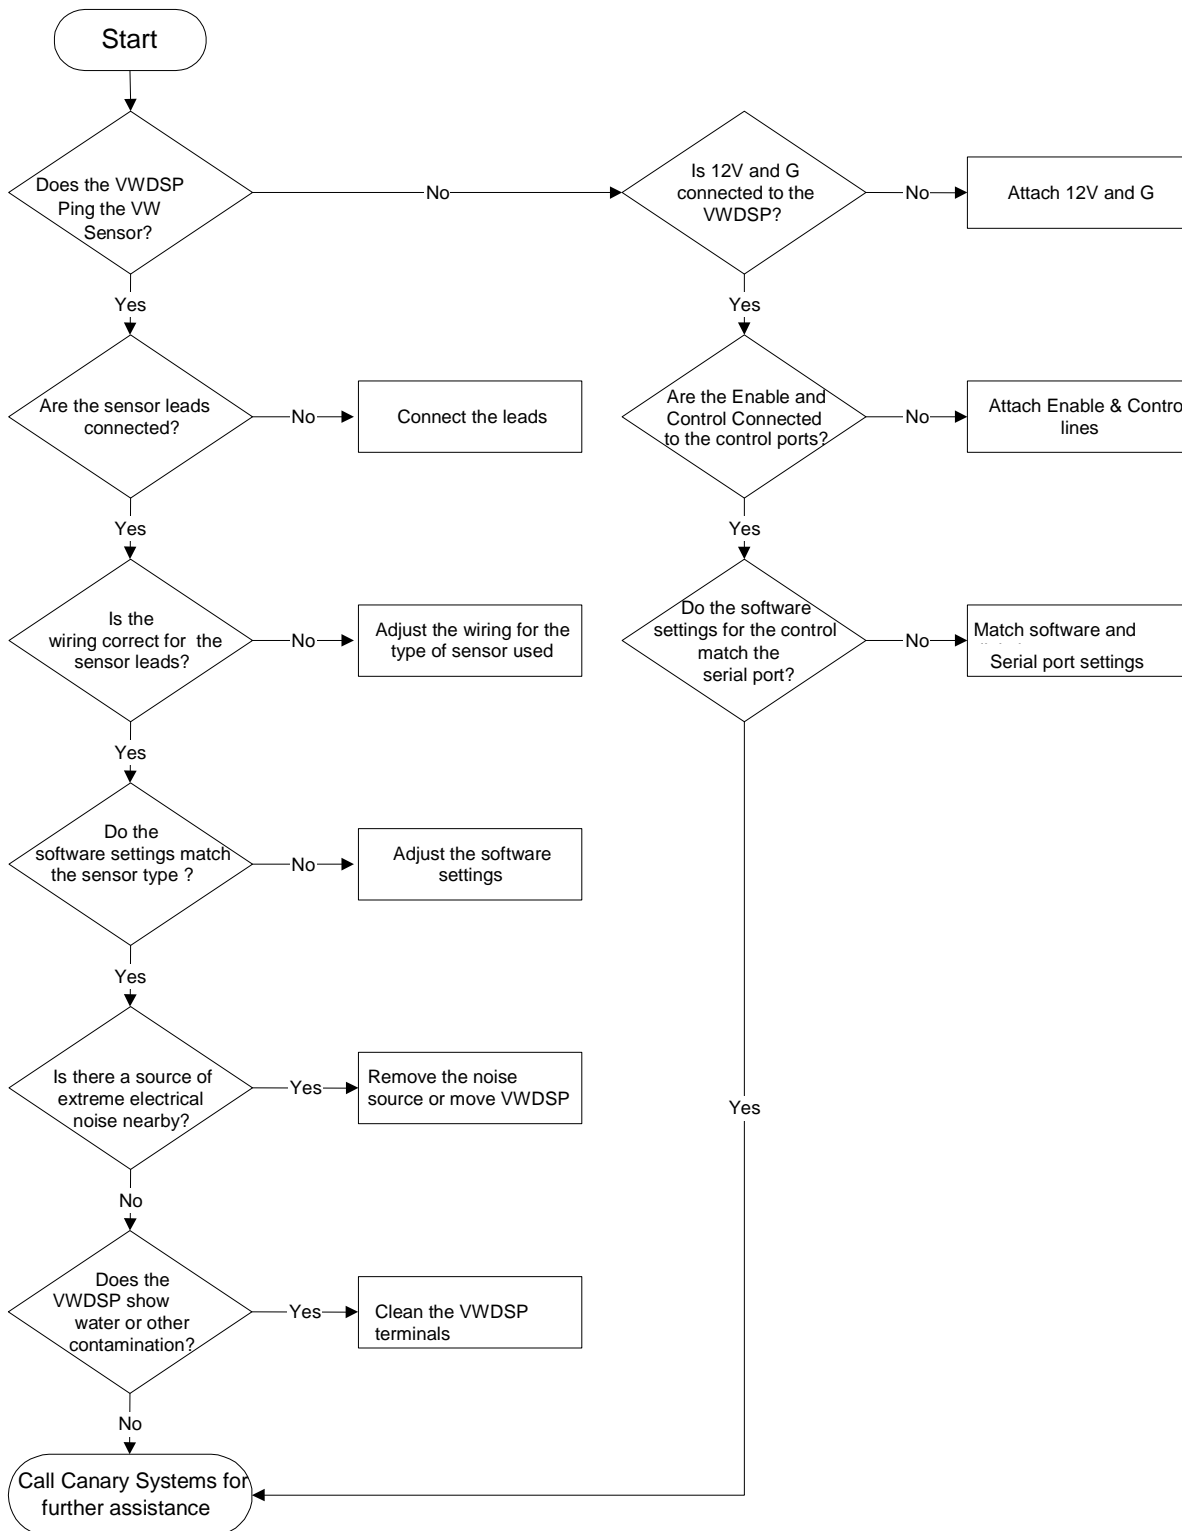 Start
Does the VWDSP
Ping the VW
Sensor?
No
Is 12V and G
connected to the
VWDSP?
No
Attach 12V and G
Yes
Yes
Are the sensor leads
connected?
No
Connect the leads
Are the Enable and
Control Connected
to the control ports?
No
Attach Enable & Control
lines
Yes
Yes
Is the
wiring correct for the
sensor leads?
No
Adjust the wiring for the
type of sensor used
Do the software
settings for the control
match the
serial port?
No
Match software and
Serial port settings
Yes
Do the
software settings match
the sensor type ?
No
Adjust the software
settings
Yes
Is there a source of
extreme electrical
noise nearby?
Yes
Remove the noise
source or move VWDSP
Yes
No
Does the
VWDSP show
water or other
contamination?
Yes
Clean the VWDSP
terminals
No
Call Canary Systems for
further assistance